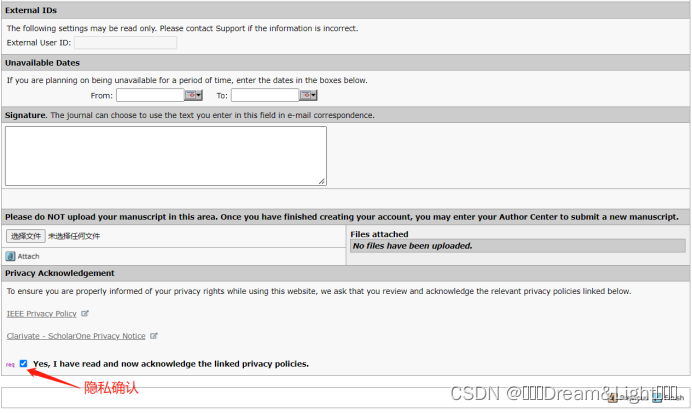 External IDs
The following settings may be read only. Please contact Support if the information is incorrect.
External User ID:
Unavailable Dates
If you are planning on being unavailable for a period of time, enter the dates in the boxes below.
From: To:
Signature. The journal can choose to use the text you enter in this field in e-mail correspondence.
Please do NOT upload your manuscript in this area. Once you have finished creating your account, you may enter your Author Center to submit a new manuscript.
选择文件 未选择任何文件
Attach
Files attached
No files have been uploaded.
Privacy Acknowledgement
To ensure you are properly informed of your privacy rights while using this website, we ask that you review and acknowledge the relevant privacy policies linked below.
IEEE Privacy Policy
Clarivate - ScholarOne Privacy Notice
req Yes, I have read and now acknowledge the linked privacy policies.
隐私确认
CSDN @Dream&Light